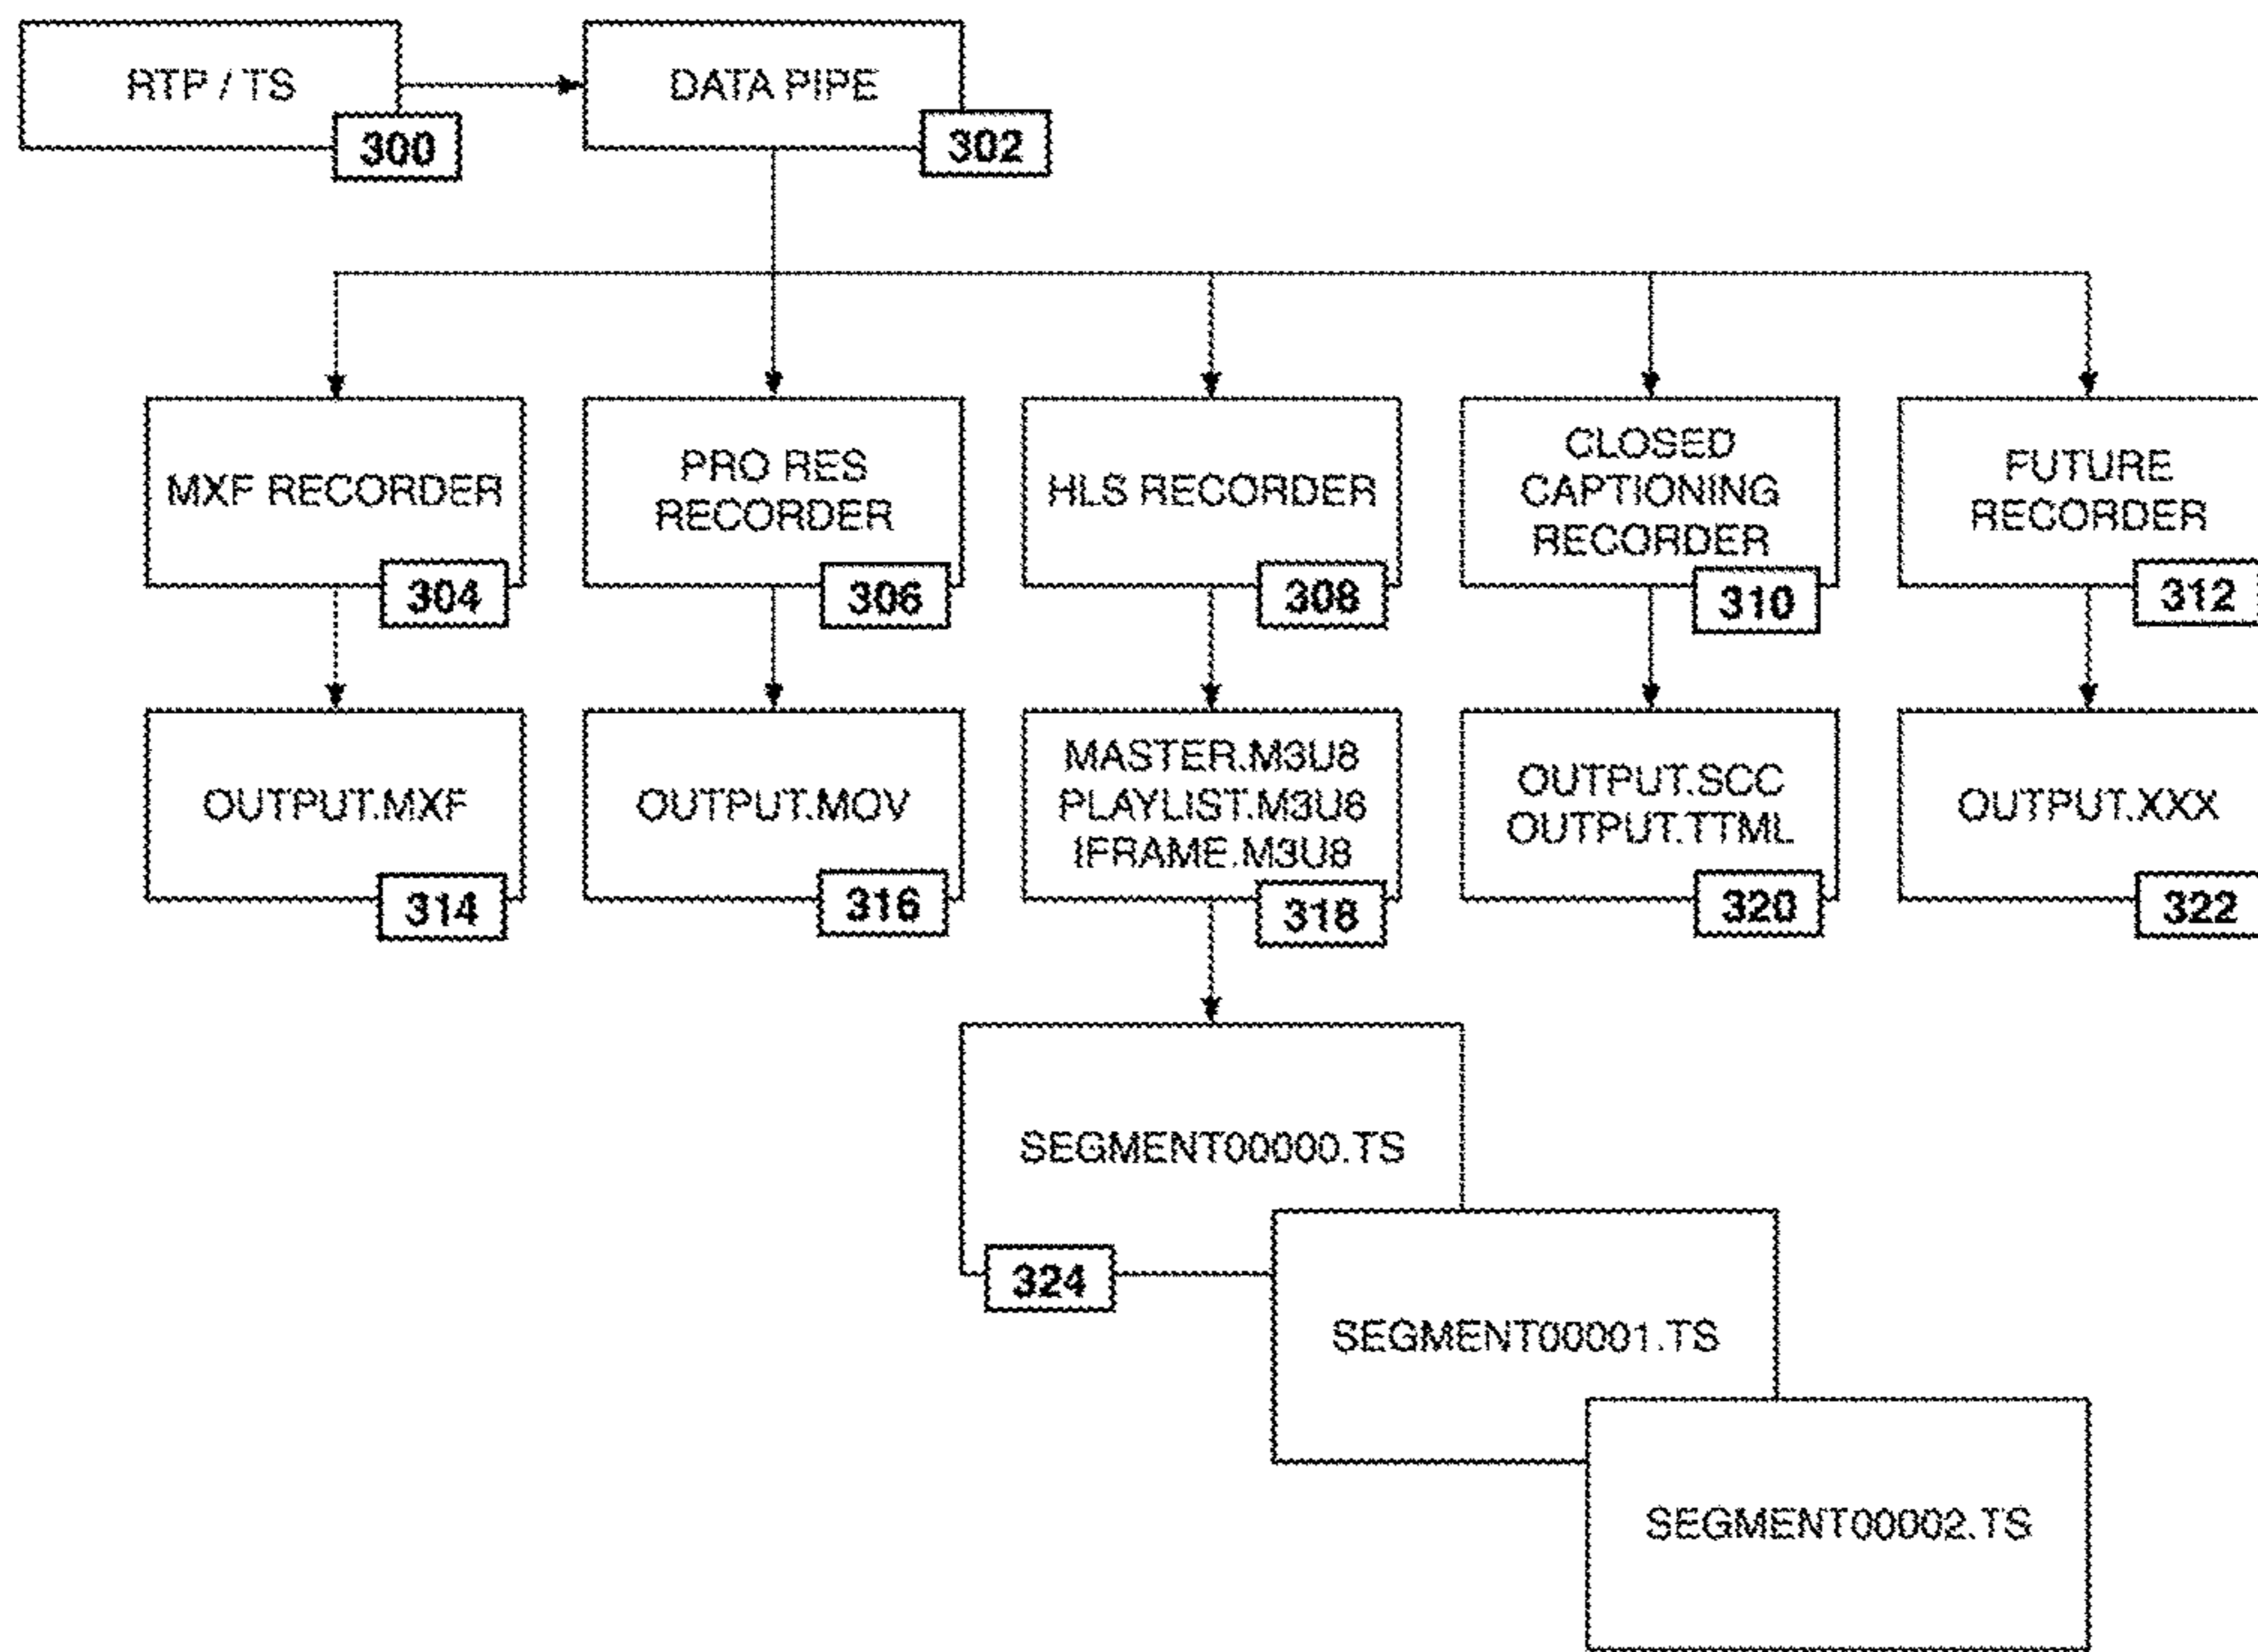 RTP / TS
300
DATA PIPE
302
MXF RECORDER
304
PRO RES
RECORDER
306
HLS RECORDER
308
CLOSED
CAPTIONING
RECORDER
310
FUTURE
RECORDER
312
OUTPUT.MXF
314
OUTPUT.MOV
316
MASTER.M3U8
PLAYLIST.M3U8
IFRAME.M3U8
318
OUTPUT.SCC
OUTPUT.TTML
320
OUTPUT.XXX
322
SEGMENT00000.TS
324
SEGMENT00001.TS
SEGMENT00002.TS